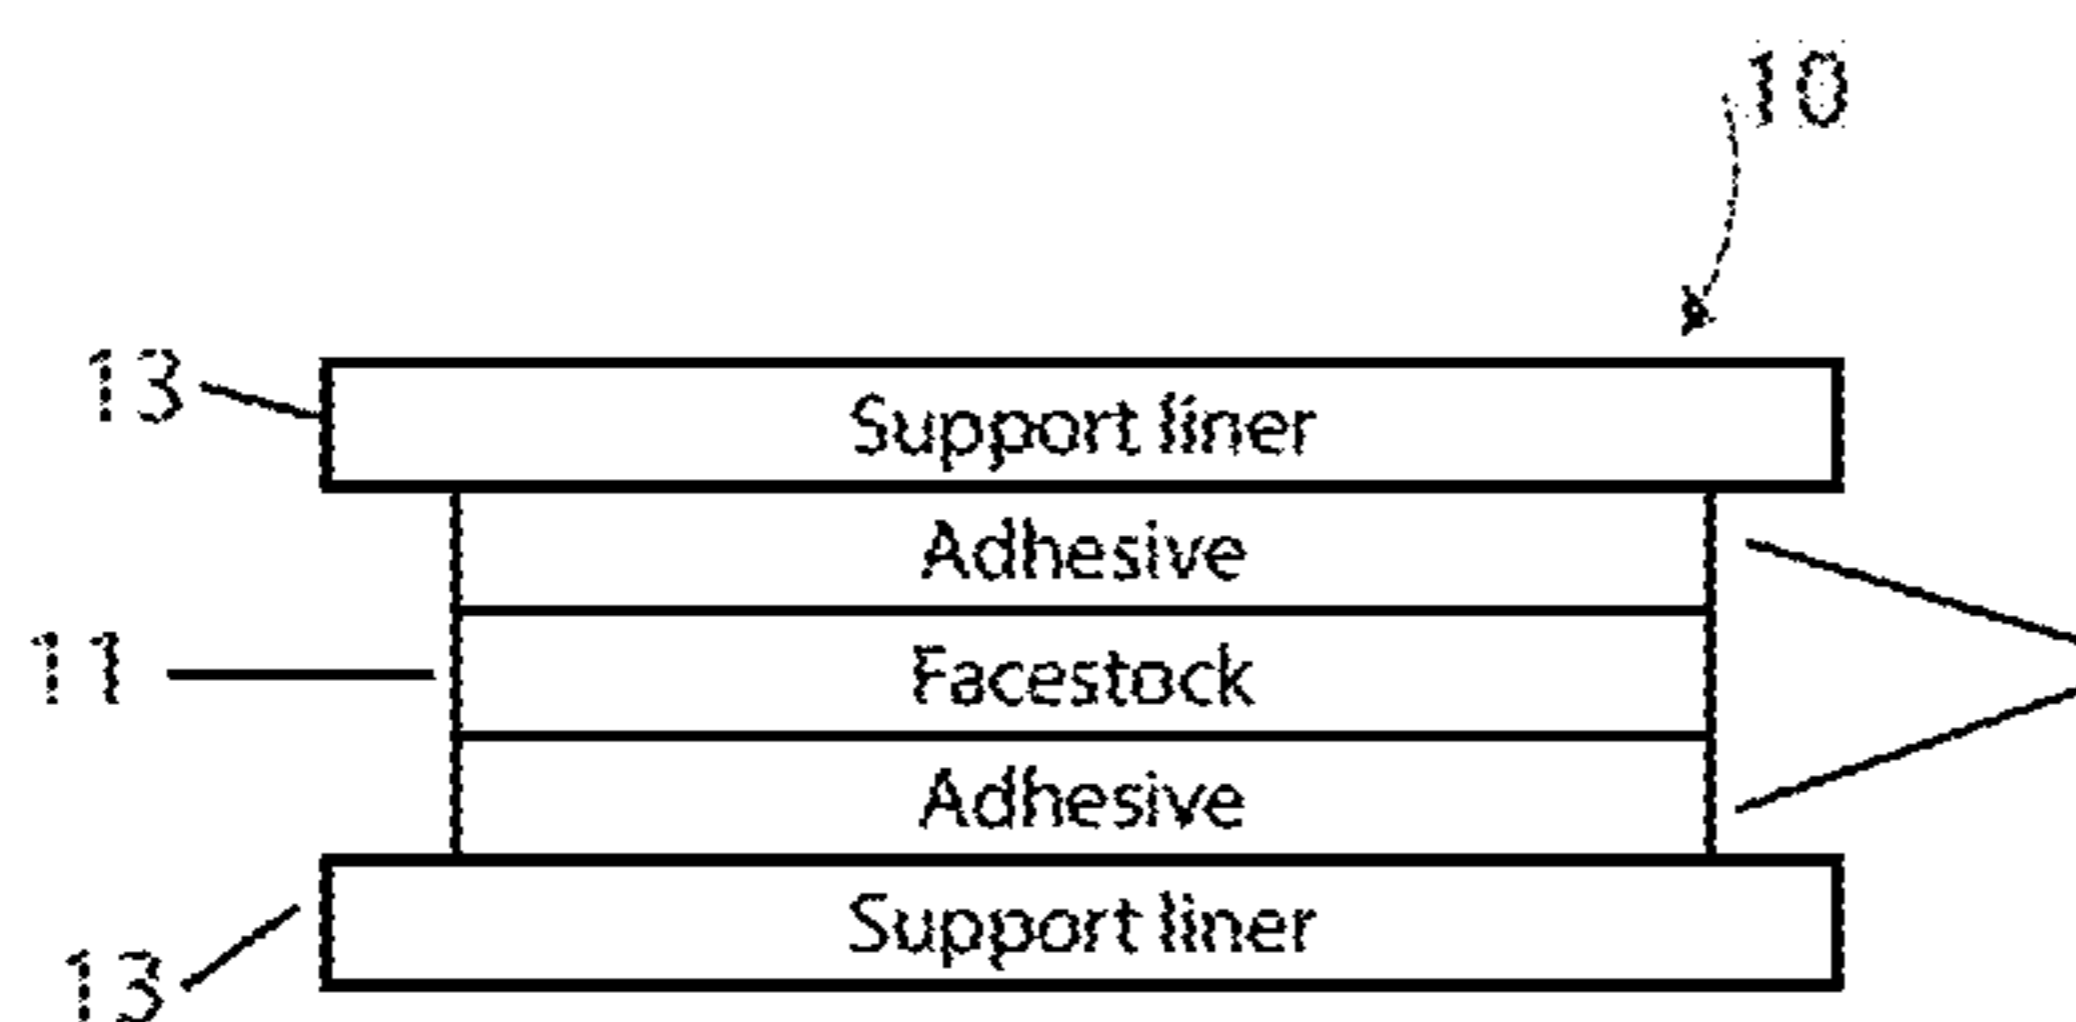 10
13
Support liner
Adhesive
11
Facestock
Adhesive
Support liner
13